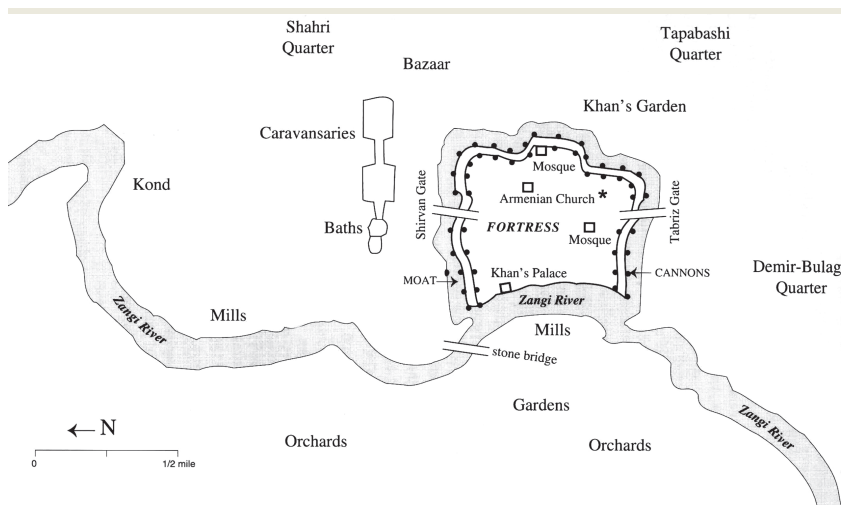 Shahri
Quarter
Tapabashi
Quarter
Bazaar
Khan's Garden
Caravansaries
Mosque
Kond
Armenian Church *
Shirvan Gate
Tabriz Gate
Baths
FORTRESS
Mosque
MOAT
Khan's Palace
CANNONS
Demir-Bulag
Quarter
Zangi River
Zangi River
Mills
Mills
stone bridge
Gardens
Zangi River
N
Orchards
Orchards
0 1/2 mile